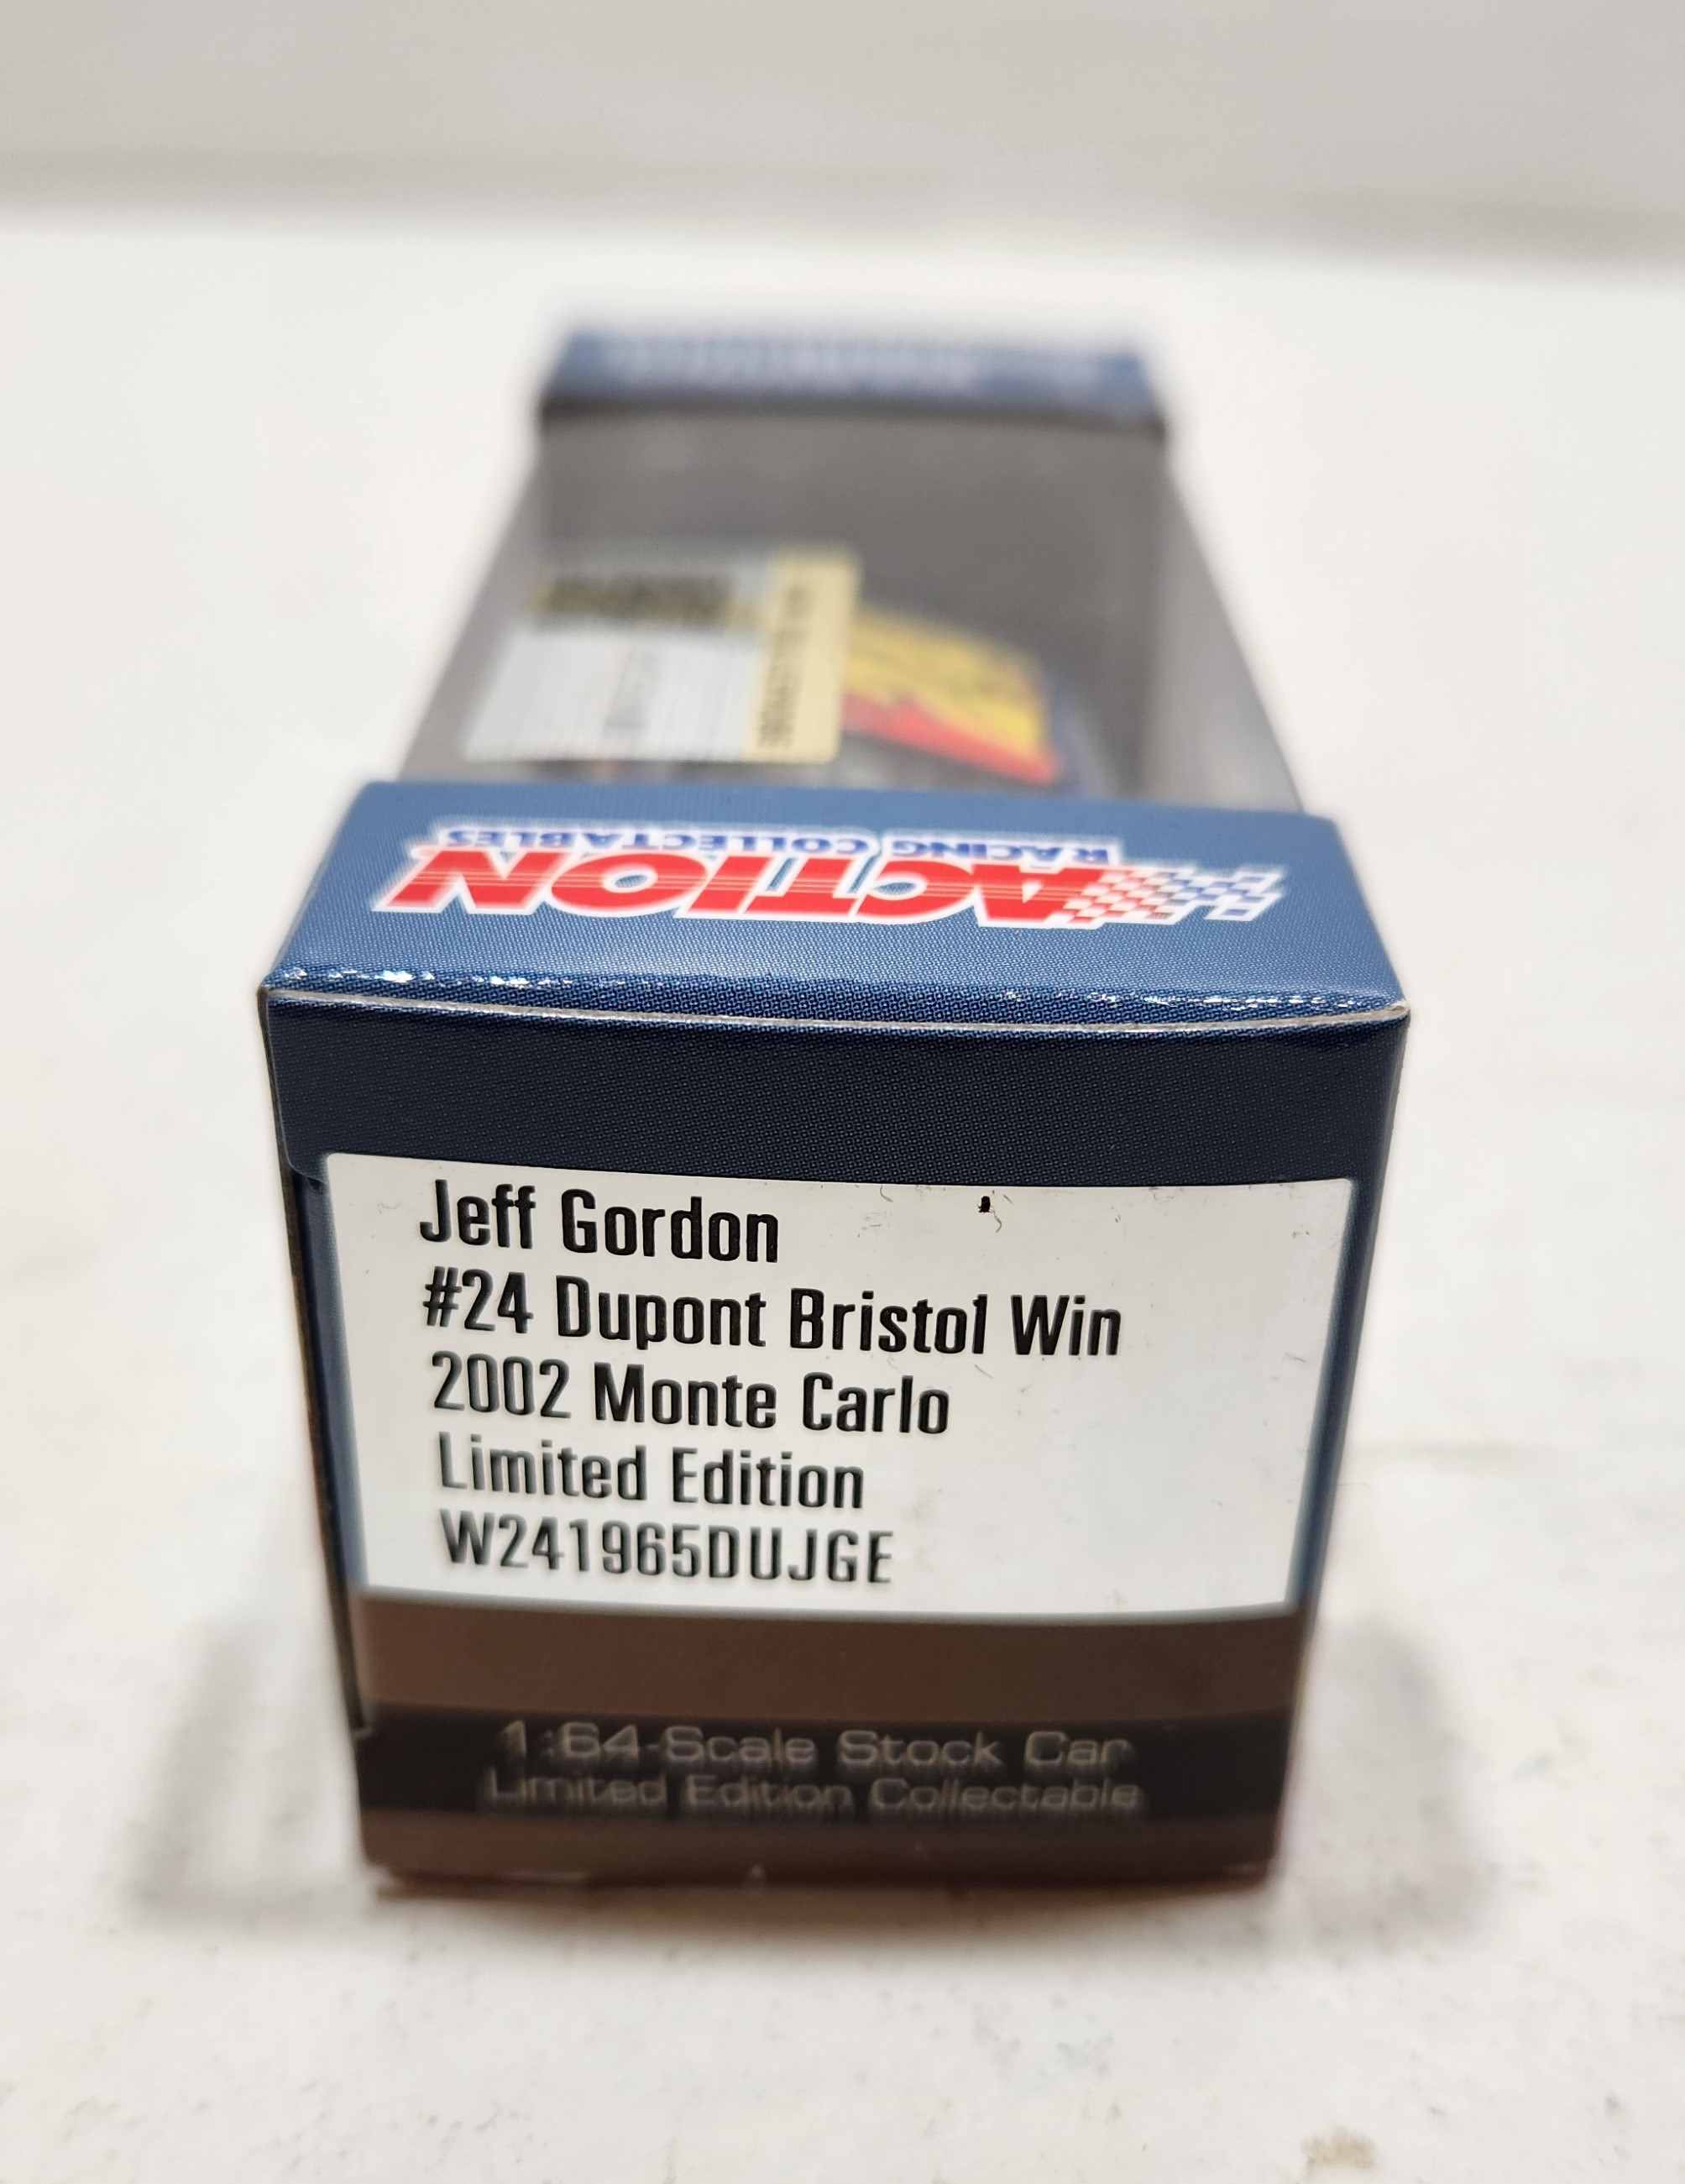 RACING COLLECTABLES
ACTION
Jeff Gordon
#24 Dupont Bristol Win
2002 Monte Carlo
Limited Edition
W241965DUJGE
1:64-Scale Stock Car
Limited Edition Collectable